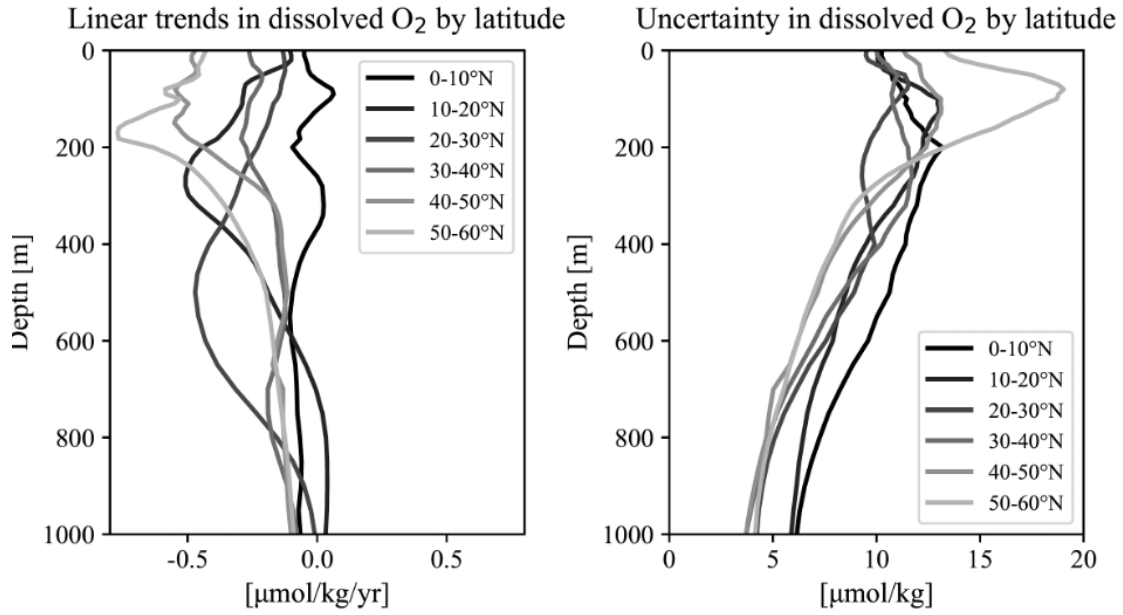 Linear trends in dissolved O₂ by latitude
0
200
400
600
800
1000
Depth [m]
0-10°N
10-20°N
20-30°N
30-40°N
40-50°N
50-60°N
-0.5
0.0
0.5
[μmol/kg/yr]
Uncertainty in dissolved O₂ by latitude
0
200
400
600
800
1000
Depth [m]
0-10°N
10-20°N
20-30°N
30-40°N
40-50°N
50-60°N
0
5
10
15
20
[μmol/kg]